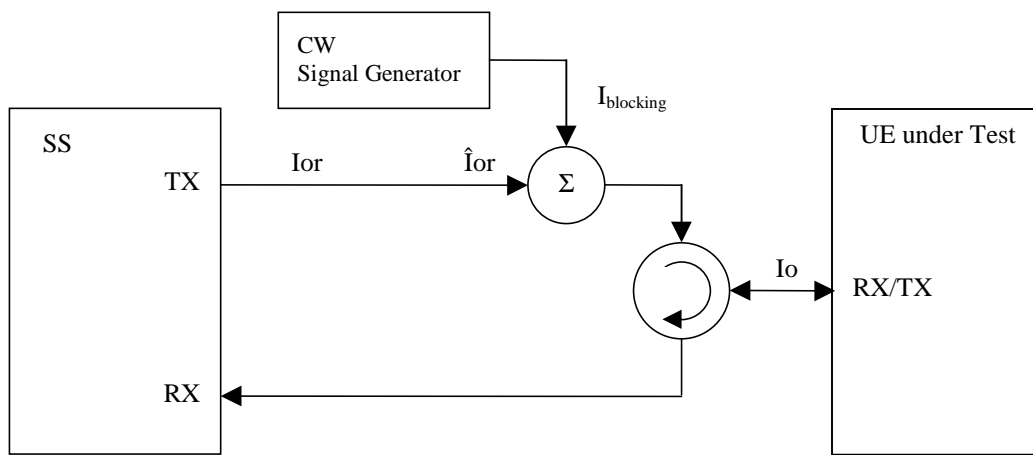 CW
Signal Generator
I_blocking
SS
UE under Test
TX
Ior
Îor
Σ
Io
RX/TX
RX